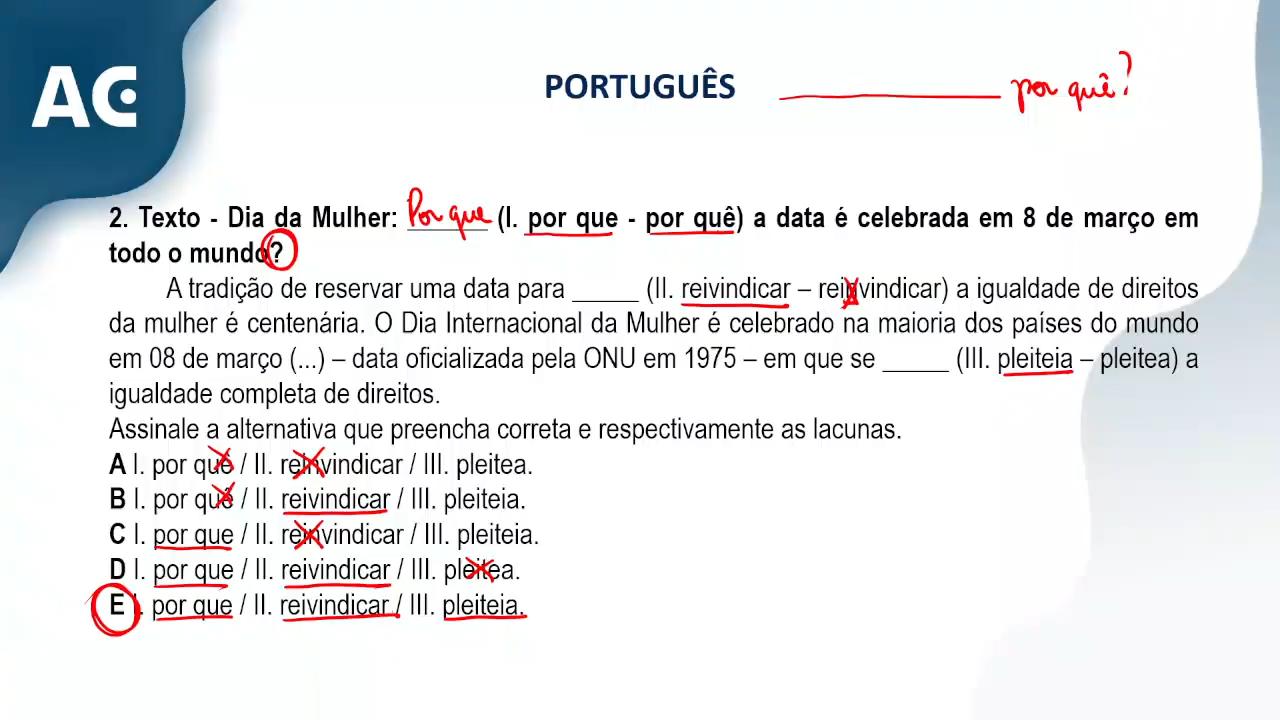 AC
PORTUGUÊS por quê?
2. Texto - Dia da Mulher: Por que (I. por que - por quê) a data é celebrada em 8 de março em
todo o mundo?
A tradição de reservar uma data para _____ (II. reivindicar – reinvindicar) a igualdade de direitos
da mulher é centenária. O Dia Internacional da Mulher é celebrado na maioria dos países do mundo
em 08 de março (...) – data oficializada pela ONU em 1975 – em que se _____ (III. pleiteia – pleitea) a
igualdade completa de direitos.
Assinale a alternativa que preencha correta e respectivamente as lacunas.
A I. por quê / II. reinvindicar / III. pleitea.
B I. por quê / II. reivindicar / III. pleiteia.
C I. por que / II. reinvindicar / III. pleiteia.
D I. por que / II. reivindicar / III. pleitea.
E I. por que / II. reivindicar / III. pleiteia.